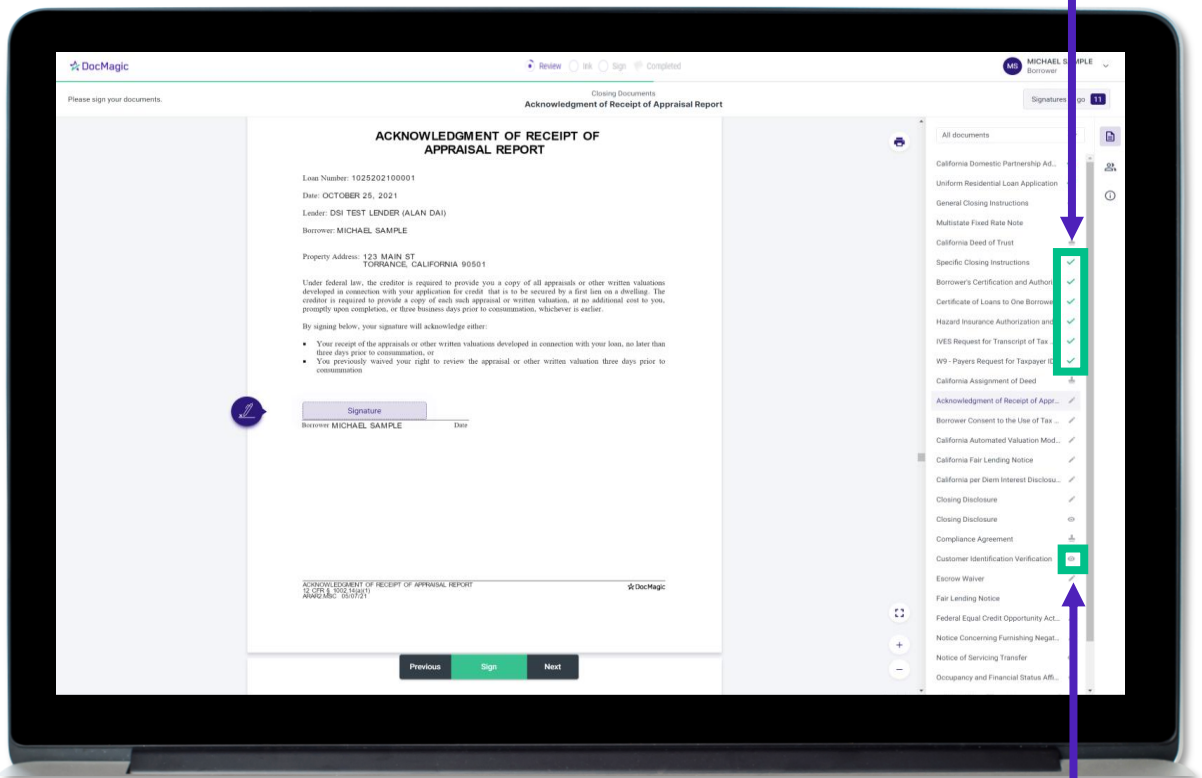 DocMagic
Review Ink Sign Completed
MS MICHAEL S MPLE
Borrower
Please sign your documents.
Closing Documents
Acknowledgment of Receipt of Appraisal Report
Signatures go 11
ACKNOWLEDGMENT OF RECEIPT OF
APPRAISAL REPORT
Loan Number: 1025202100001
Date: OCTOBER 25, 2021
Lender: DSI TEST LENDER (ALAN DAI)
Borrower: MICHAEL SAMPLE
Property Address: 123 MAIN ST
TORRANCE, CALIFORNIA 90501
Under federal law, the creditor is required to provide you a copy of all appraisals or other written valuations
developed in connection with your application for credit that is to be secured by a first lien on a dwelling. The
creditor is required to provide a copy of each such appraisal or written valuation, at no additional cost to you,
promptly upon completion, or three business days prior to consummation, whichever is earlier.
By signing below, your signature will acknowledge either:
▪ Your receipt of the appraisals or other written valuations developed in connection with your loan, no later than
three days prior to consummation, or
▪ You previously waived your right to review the appraisal or other written valuation three days prior to
consummation
Signature
Borrower MICHAEL SAMPLE Date
ACKNOWLEDGMENT OF RECEIPT OF APPRAISAL REPORT
12 CFR § 1002.14(a)(1)
ARAR2.MSC 05/07/21
DocMagic
Previous Sign Next
All documents
California Domestic Partnership Ad...
Uniform Residential Loan Application
General Closing Instructions
Multistate Fixed Rate Note
California Deed of Trust
Specific Closing Instructions
Borrower's Certification and Authori
Certificate of Loans to One Borrowe
Hazard Insurance Authorization and
IVES Request for Transcript of Tax ..
W9 - Payers Request for Taxpayer ID
California Assignment of Deed
Acknowledgment of Receipt of Appr...
Borrower Consent to the Use of Tax ...
California Automated Valuation Mod...
California Fair Lending Notice
California per Diem Interest Disclosu...
Closing Disclosure
Closing Disclosure
Compliance Agreement
Customer Identification Verification
Escrow Waiver
Fair Lending Notice
Federal Equal Credit Opportunity Act...
Notice Concerning Furnishing Negat...
Notice of Servicing Transfer
Occupancy and Financial Status Affi...